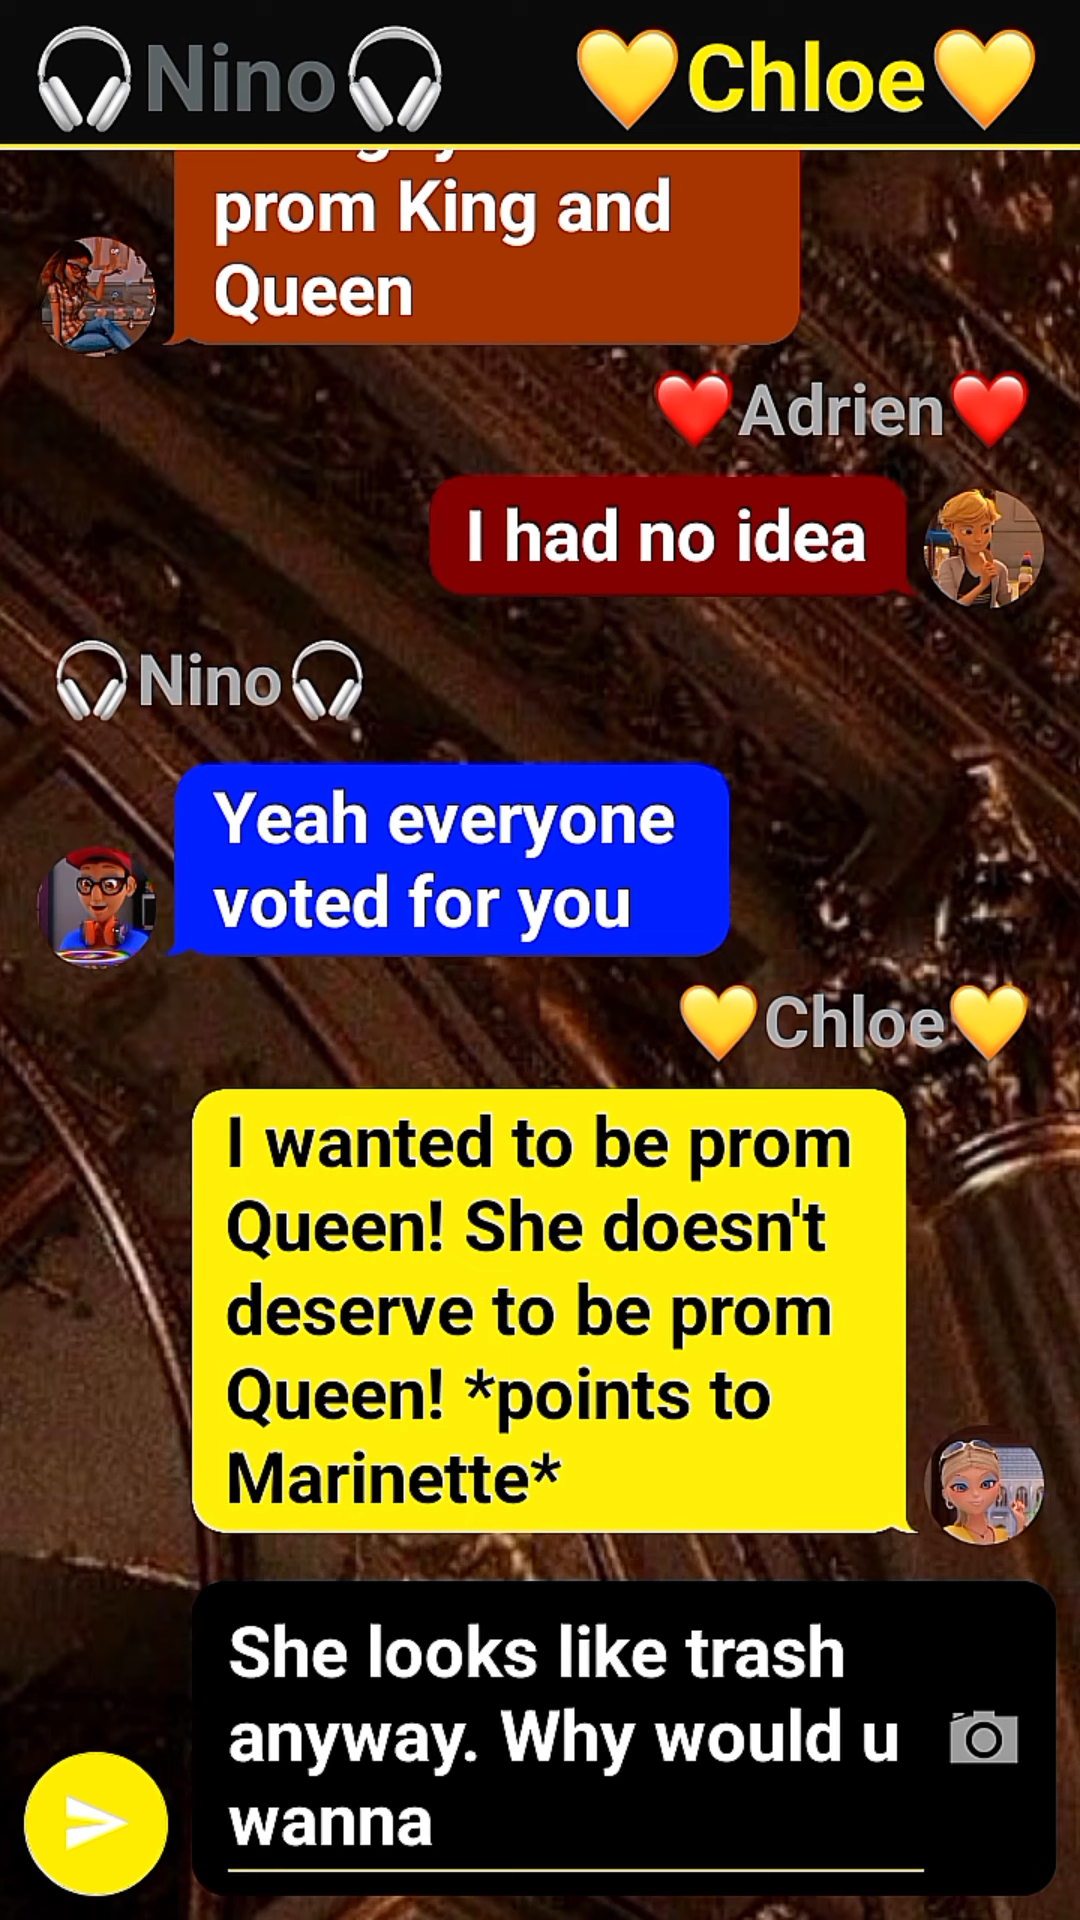 🎧Nino🎧 💛Chloe💛
prom King and
Queen
❤️Adrien❤️
I had no idea
🎧Nino🎧
Yeah everyone
voted for you
💛Chloe💛
I wanted to be prom
Queen! She doesn't
deserve to be prom
Queen! *points to
Marinette*
She looks like trash
anyway. Why would u
wanna